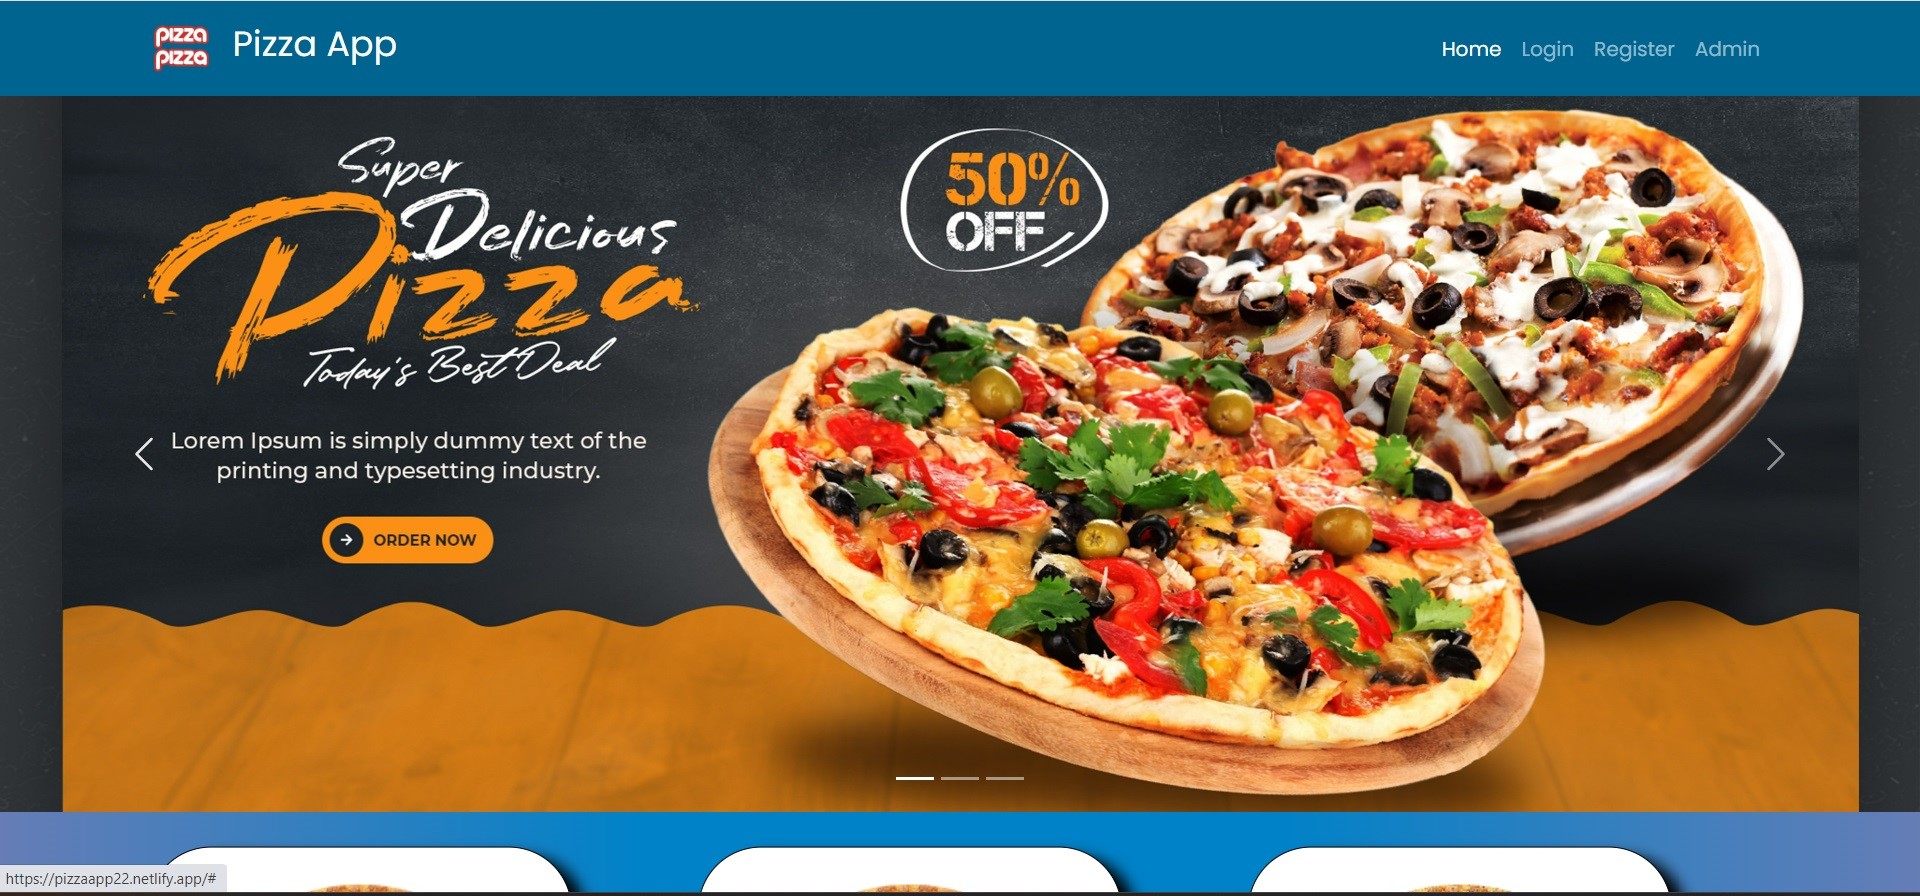 pizza
pizza
Pizza App
Home Login Register Admin
Super
Delicious
Pizza
Today's Best Deal
50%
OFF
Lorem Ipsum is simply dummy text of the
printing and typesetting industry.
ORDER NOW
https://pizzaapp22.netlify.app/#